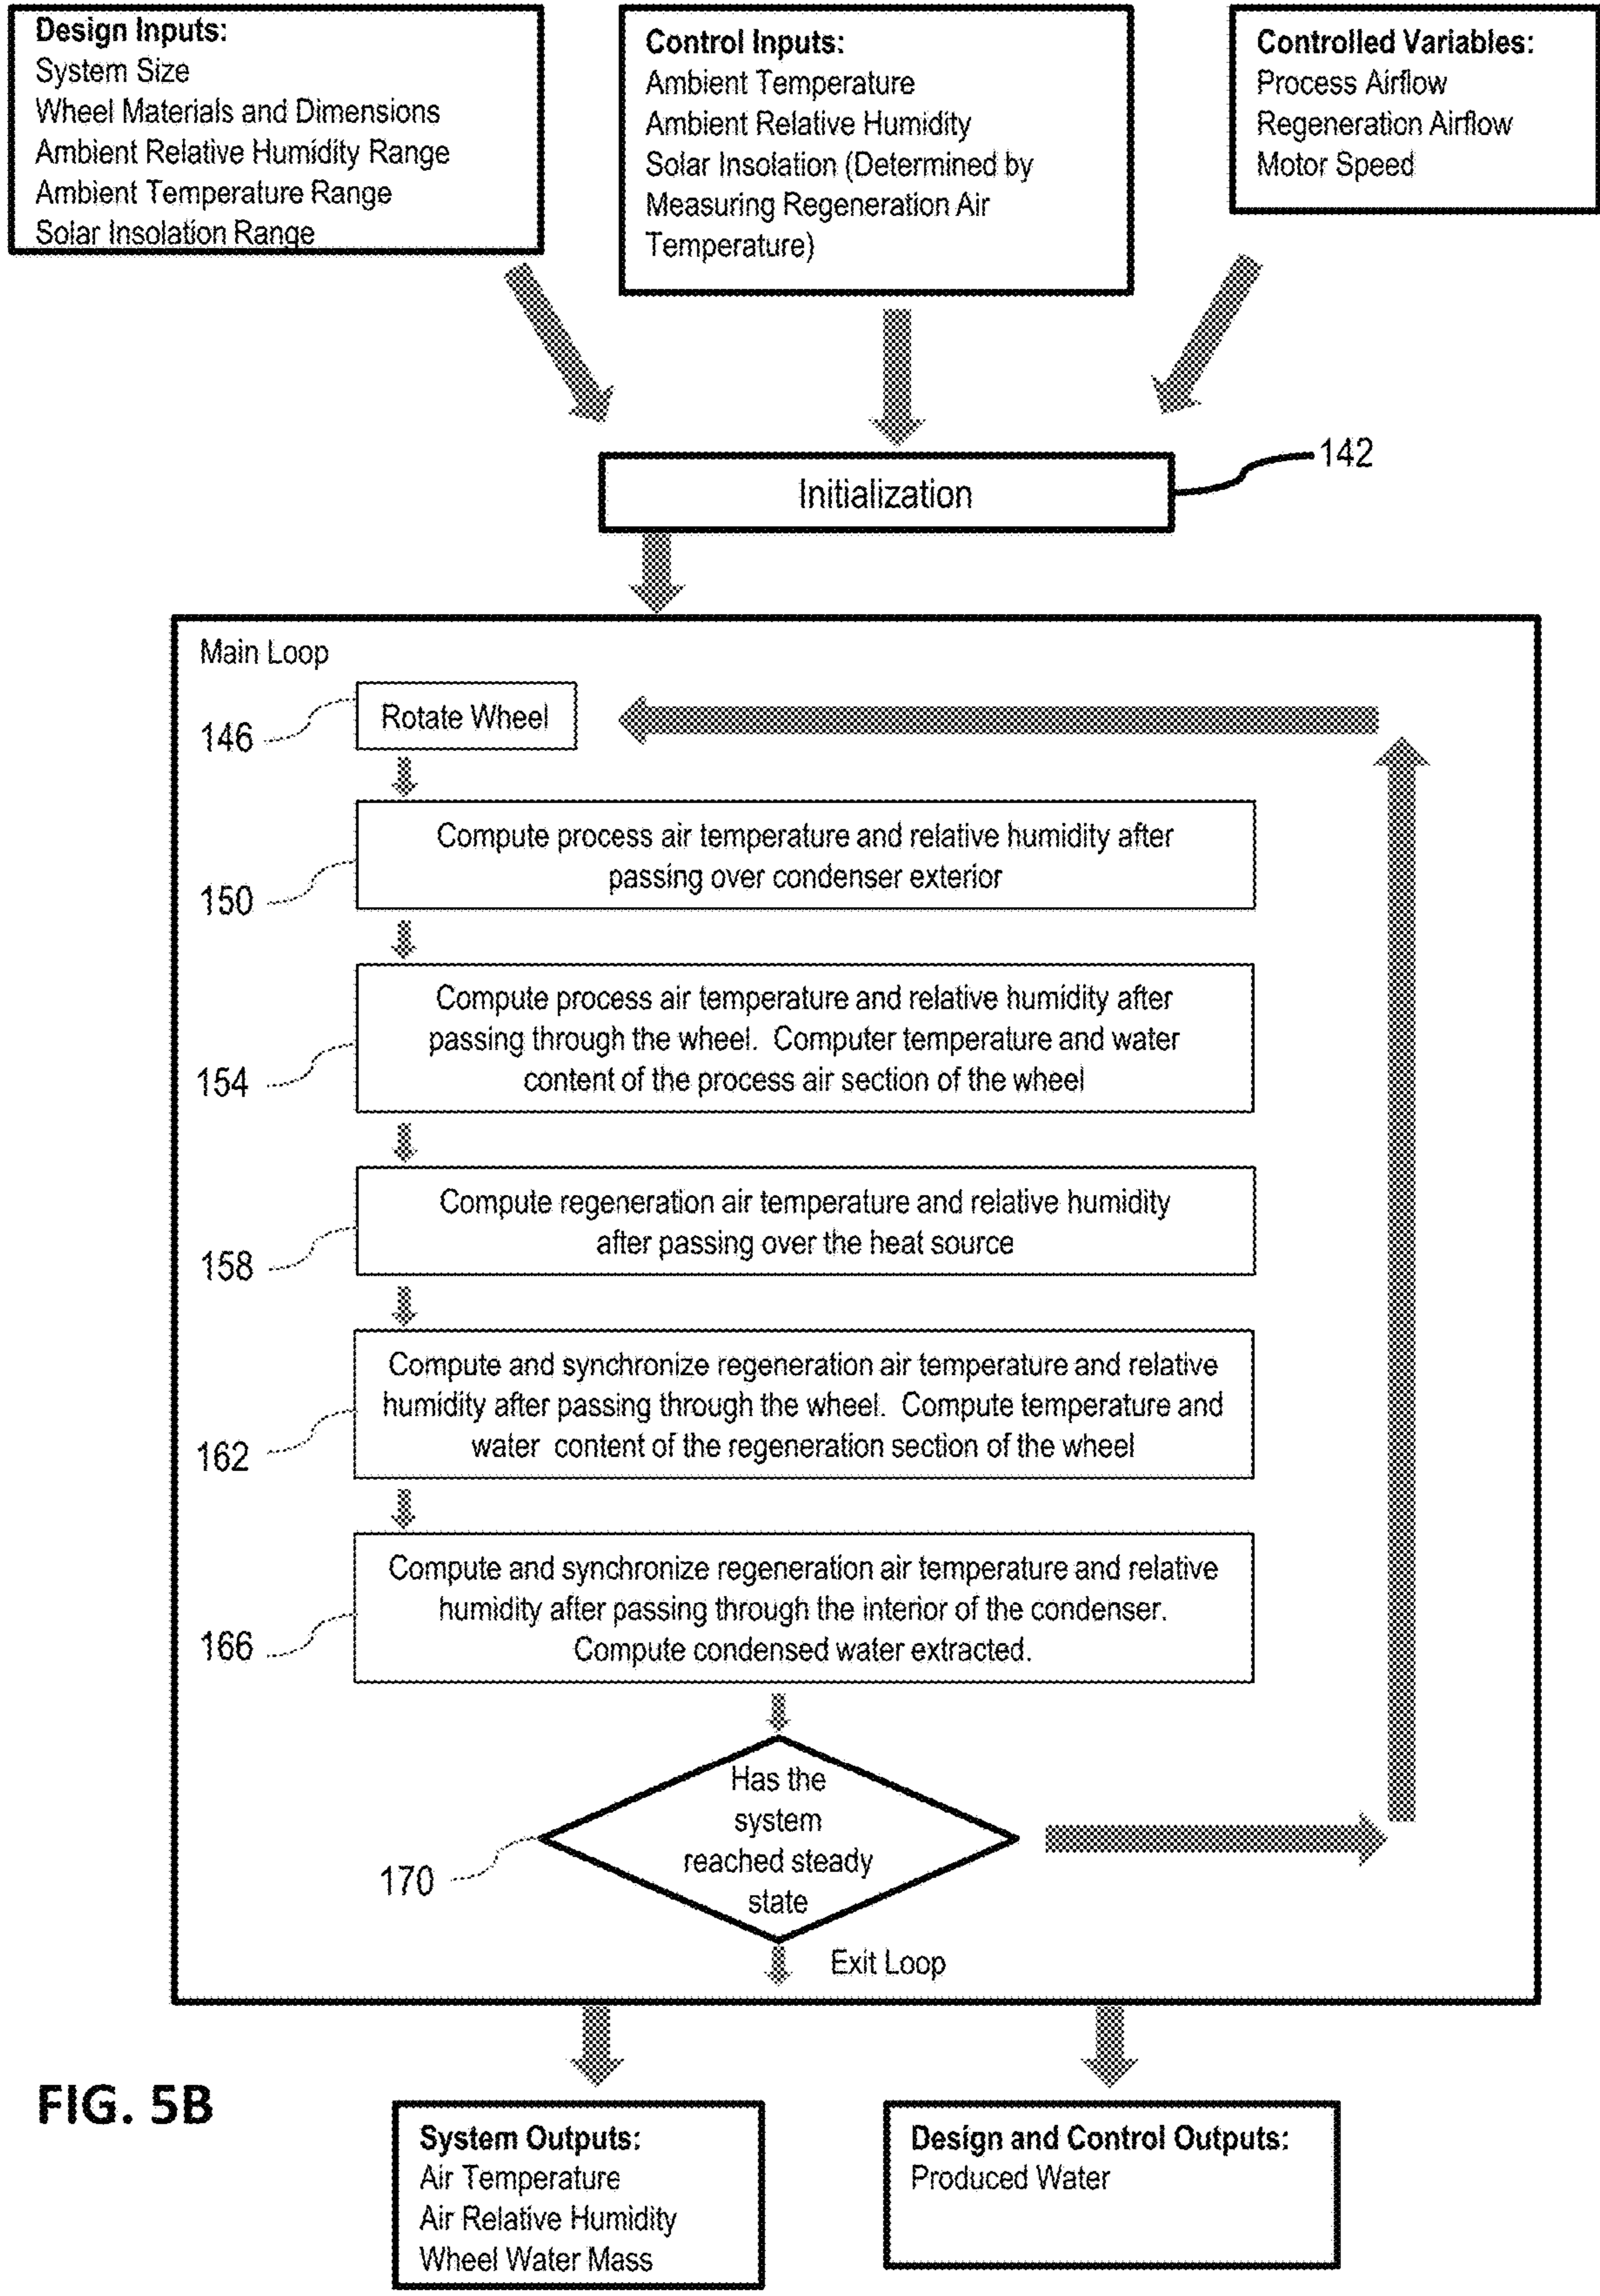 Design Inputs:
System Size
Wheel Materials and Dimensions
Ambient Relative Humidity Range
Ambient Temperature Range
Solar Insolation Range
Control Inputs:
Ambient Temperature
Ambient Relative Humidity
Solar Insolation (Determined by
Measuring Regeneration Air
Temperature)
Controlled Variables:
Process Airflow
Regeneration Airflow
Motor Speed
Initialization
142
Main Loop
146
Rotate Wheel
150
Compute process air temperature and relative humidity after
passing over condenser exterior
154
Compute process air temperature and relative humidity after
passing through the wheel. Computer temperature and water
content of the process air section of the wheel
158
Compute regeneration air temperature and relative humidity
after passing over the heat source
162
Compute and synchronize regeneration air temperature and relative
humidity after passing through the wheel. Compute temperature and
water content of the regeneration section of the wheel
166
Compute and synchronize regeneration air temperature and relative
humidity after passing through the interior of the condenser.
Compute condensed water extracted.
170
Has the
system
reached steady
state
Exit Loop
FIG. 5B
System Outputs:
Air Temperature
Air Relative Humidity
Wheel Water Mass
Design and Control Outputs:
Produced Water